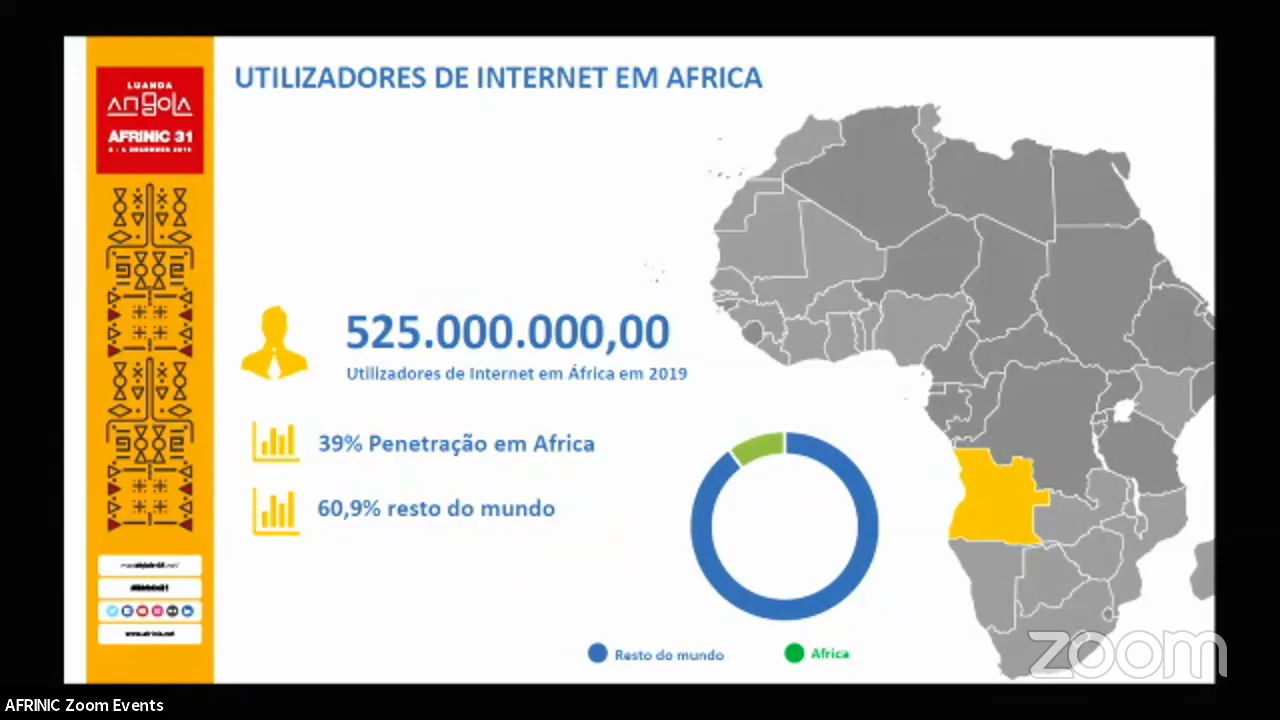 LUANDA
angola
AFRINIC 31
UTILIZADORES DE INTERNET EM AFRICA
525.000.000,00
Utilizadores de Internet em África em 2019
39% Penetração em Africa
60,9% resto do mundo
Resto do mundo
Africa
www.afrinic.net
zoom
AFRINIC Zoom Events